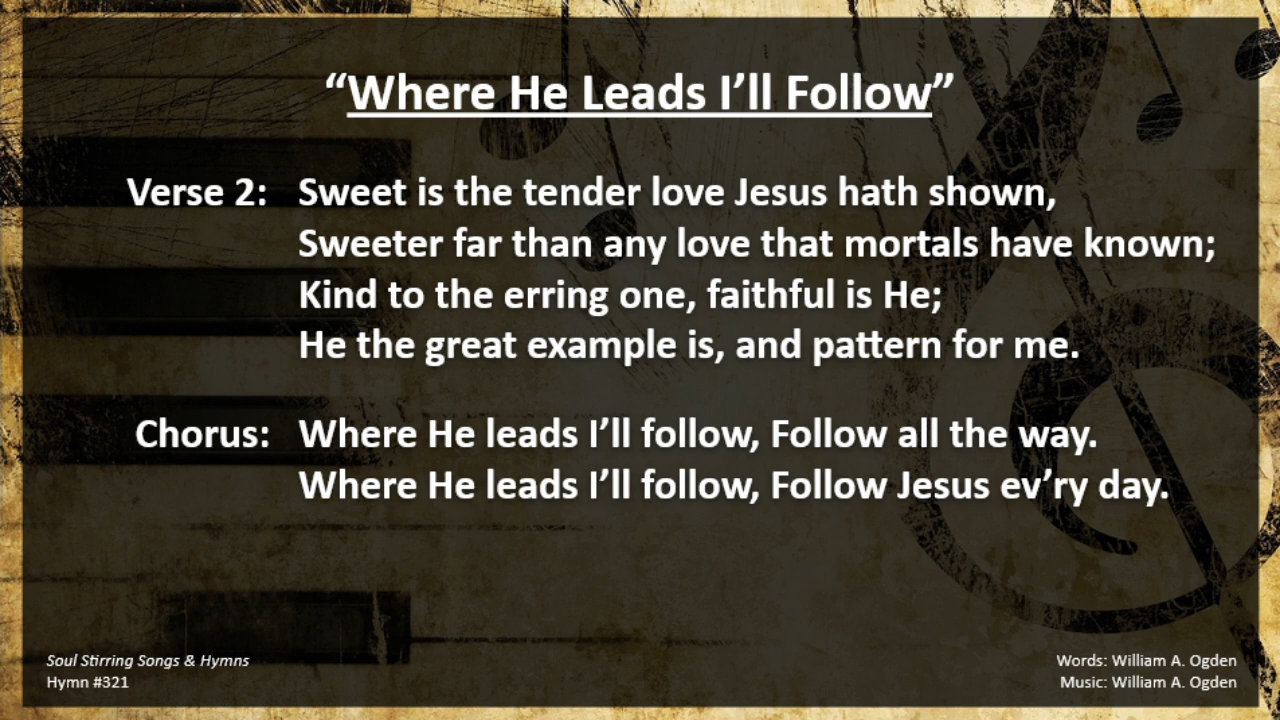 “Where He Leads I’ll Follow”
Verse 2: Sweet is the tender love Jesus hath shown,
Sweeter far than any love that mortals have known;
Kind to the erring one, faithful is He;
He the great example is, and pattern for me.
Chorus: Where He leads I’ll follow, Follow all the way.
Where He leads I’ll follow, Follow Jesus ev’ry day.
Soul Stirring Songs & Hymns
Hymn #321
Words: William A. Ogden
Music: William A. Ogden